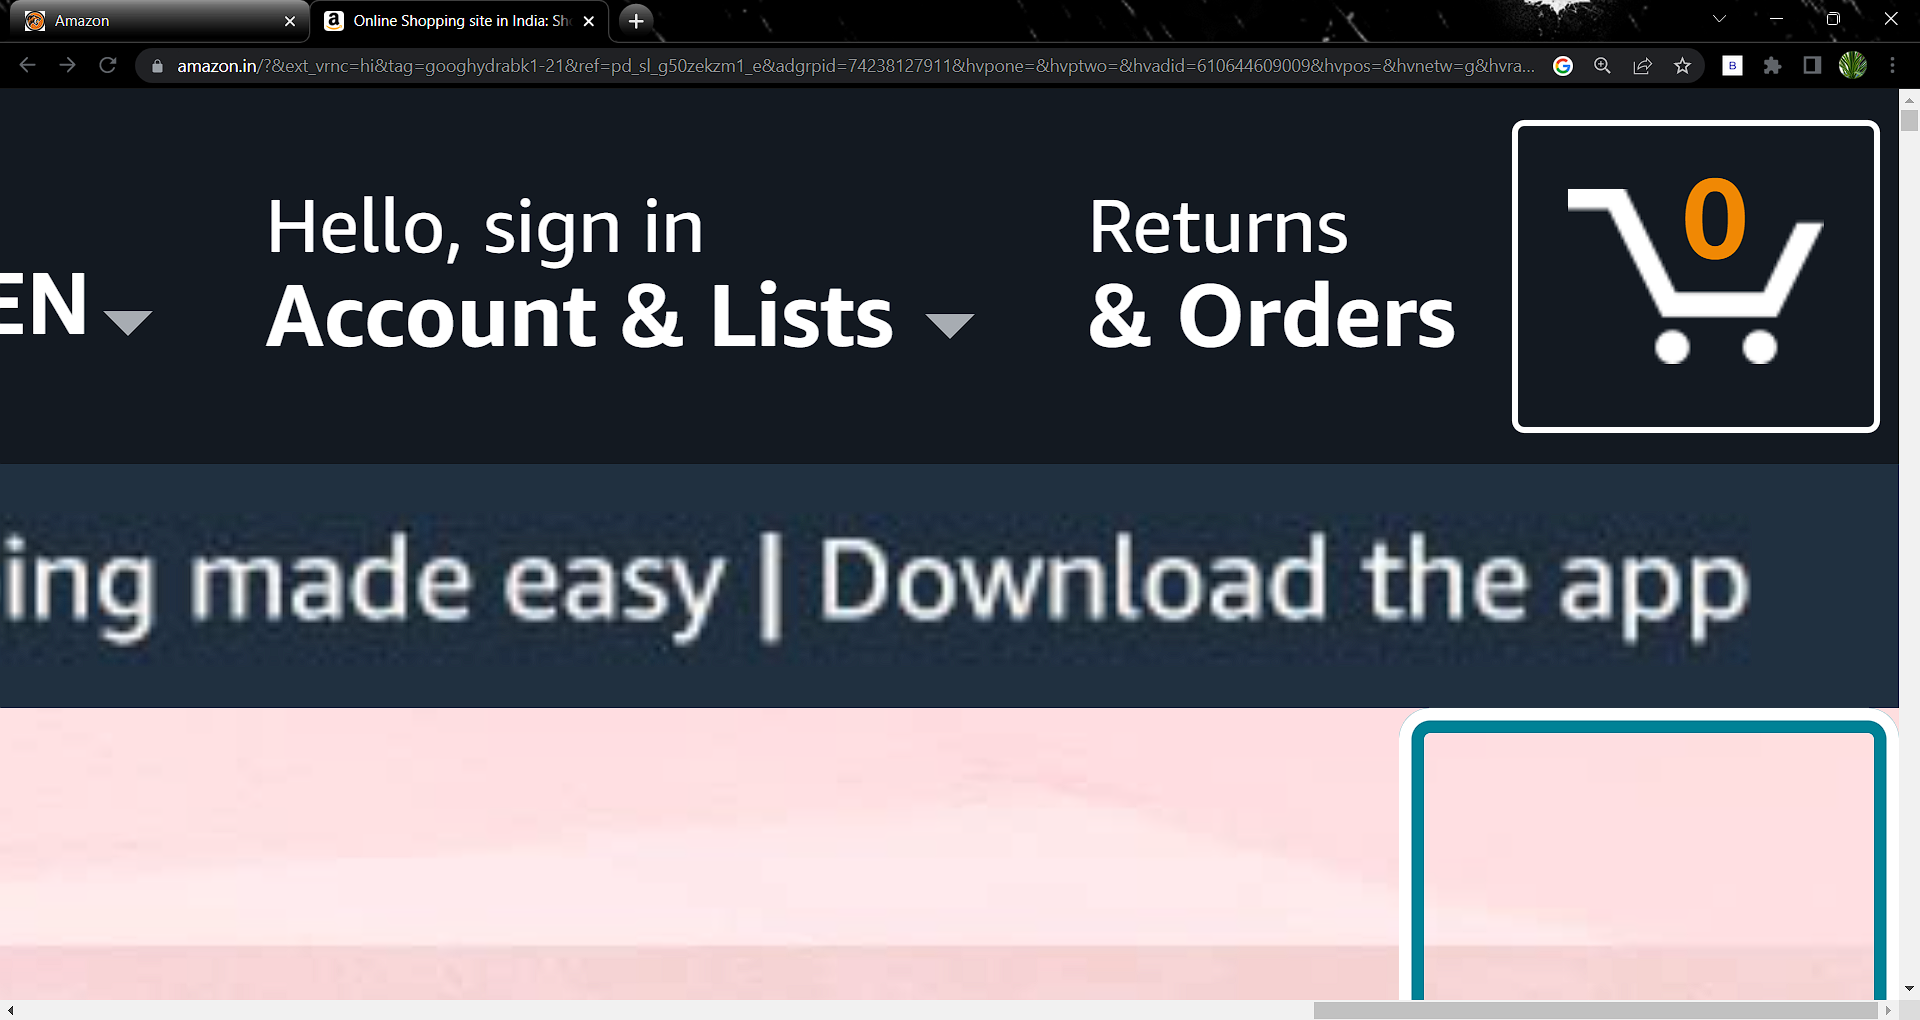 Amazon
Online Shopping site in India: Sh
amazon.in/?&ext_vrnc=hi&tag=googhydrabk1-21&ref=pd_sl_g50zekzm1_e&adgrpid=74238127911&hvpone=&hvptwo=&hvadid=610644609009&hvpos=&hvnetw=g&hvra...
B
Hello, sign in
Returns
0
EN
Account & Lists
& Orders
ing made easy | Download the app